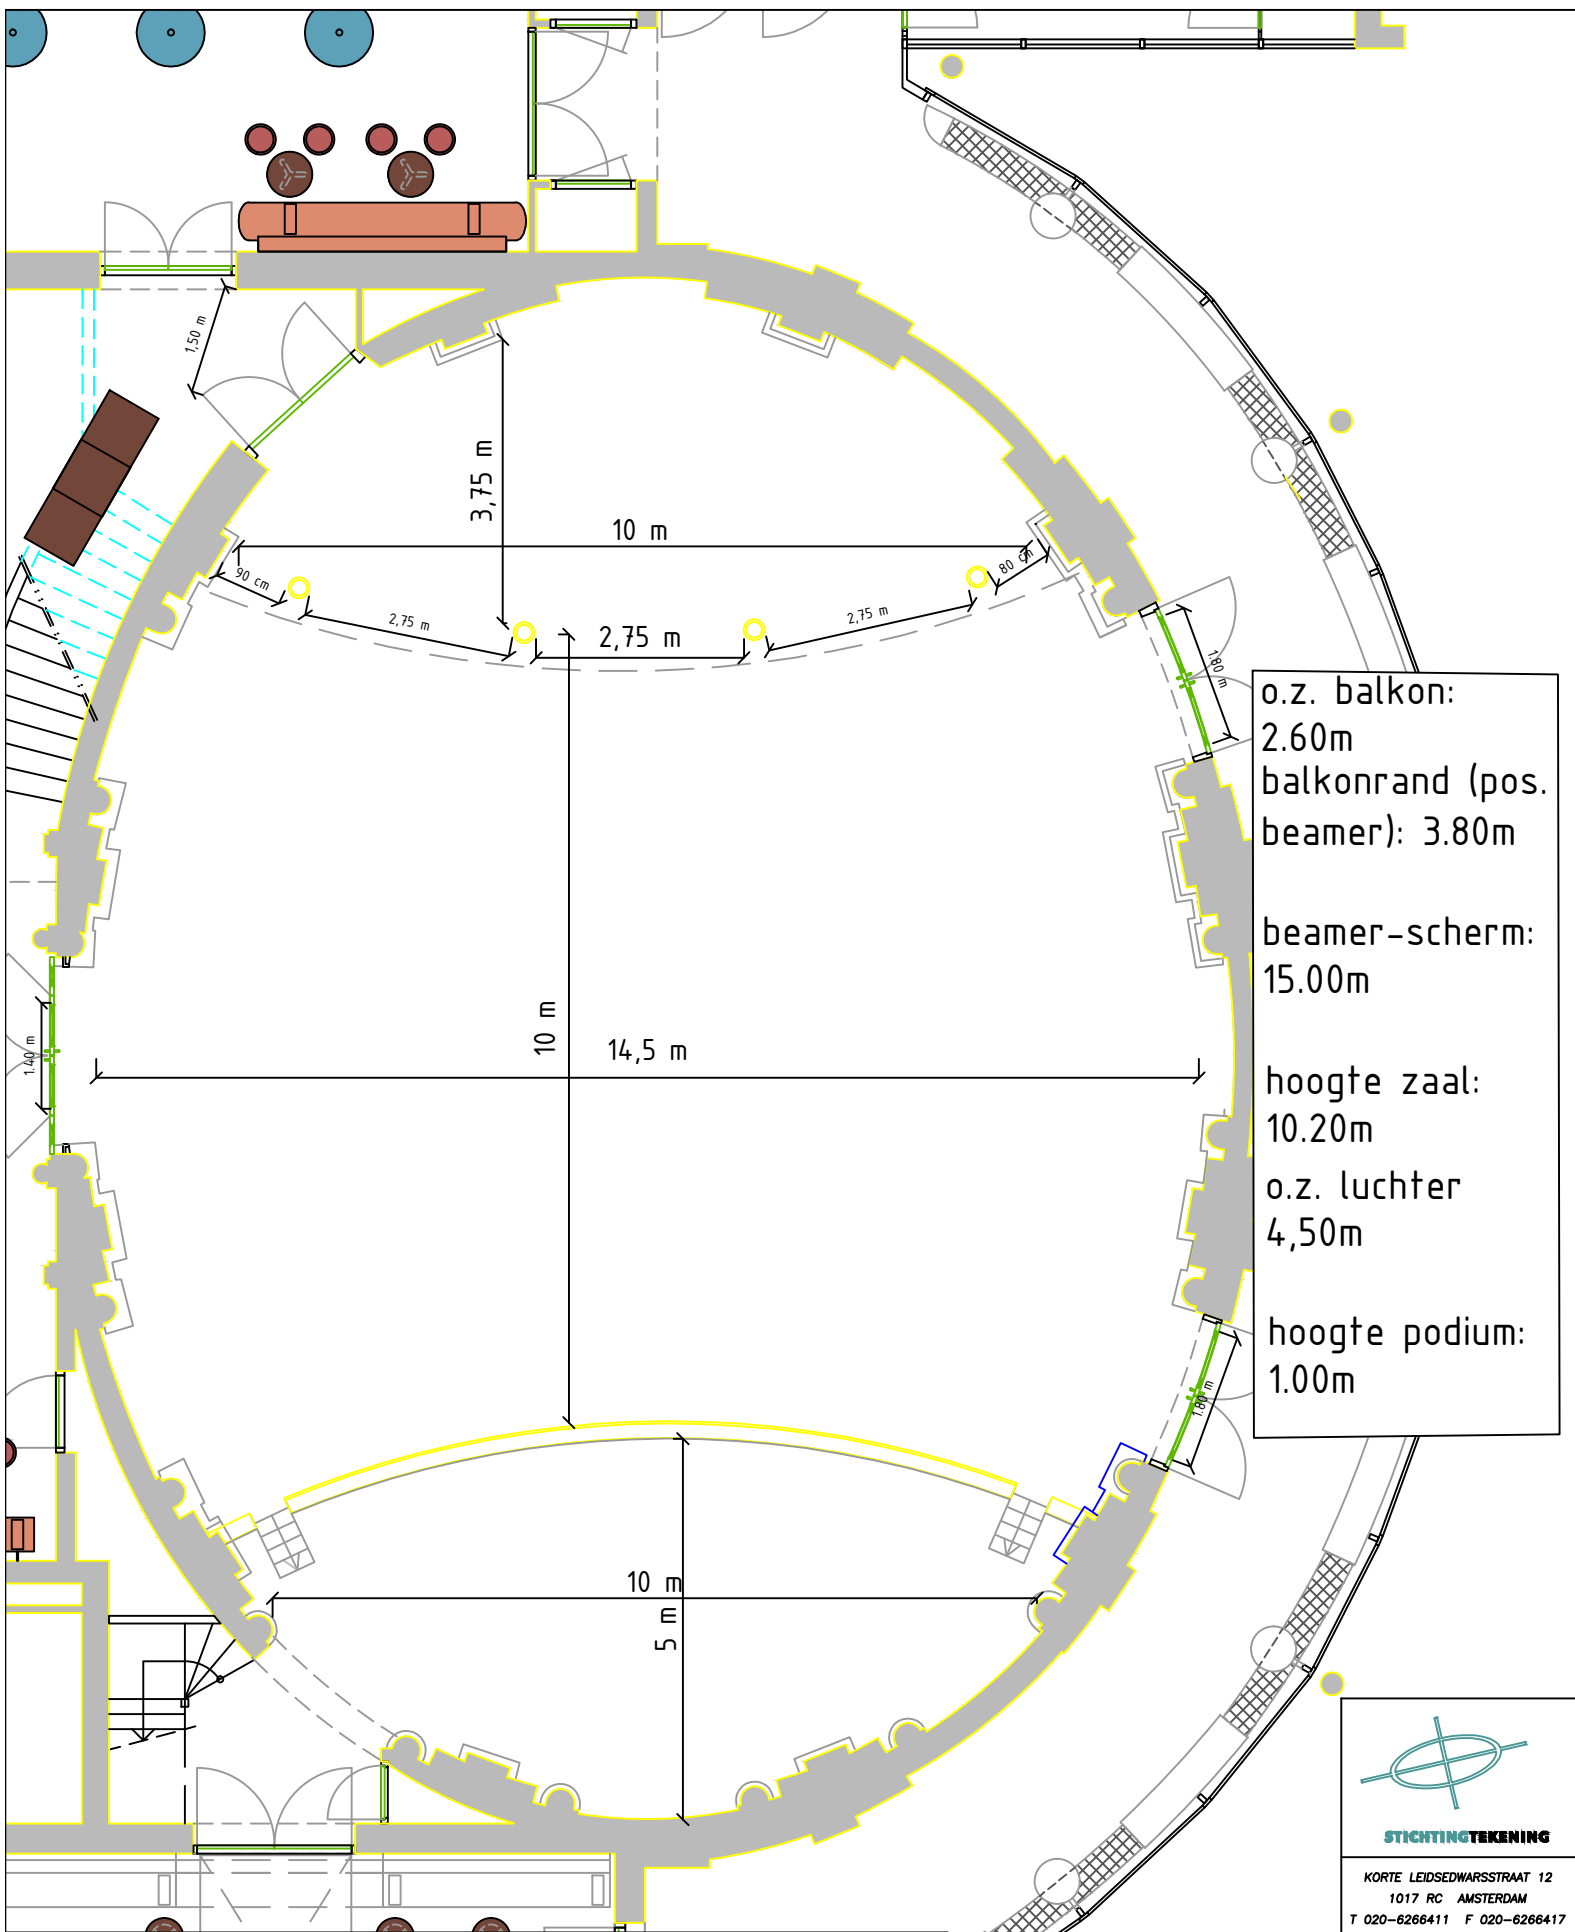 1,50 m
3,75 m
10 m
90 cm
80 cm
2,75 m
2,75 m
2,75 m
1.80 m
o.z. balkon:
2.60m
balkonrand (pos.
beamer): 3.80m
beamer-scherm:
15.00m
hoogte zaal:
10.20m
o.z. luchter
4,50m
hoogte podium:
1.00m
10 m
14,5 m
1.40 m
1.80 m
10 m
5 m
STICHTINGTEKENING
KORTE LEIDSEDWARSSTRAAT 12
1017 RC AMSTERDAM
T 020-6266411 F 020-6266417